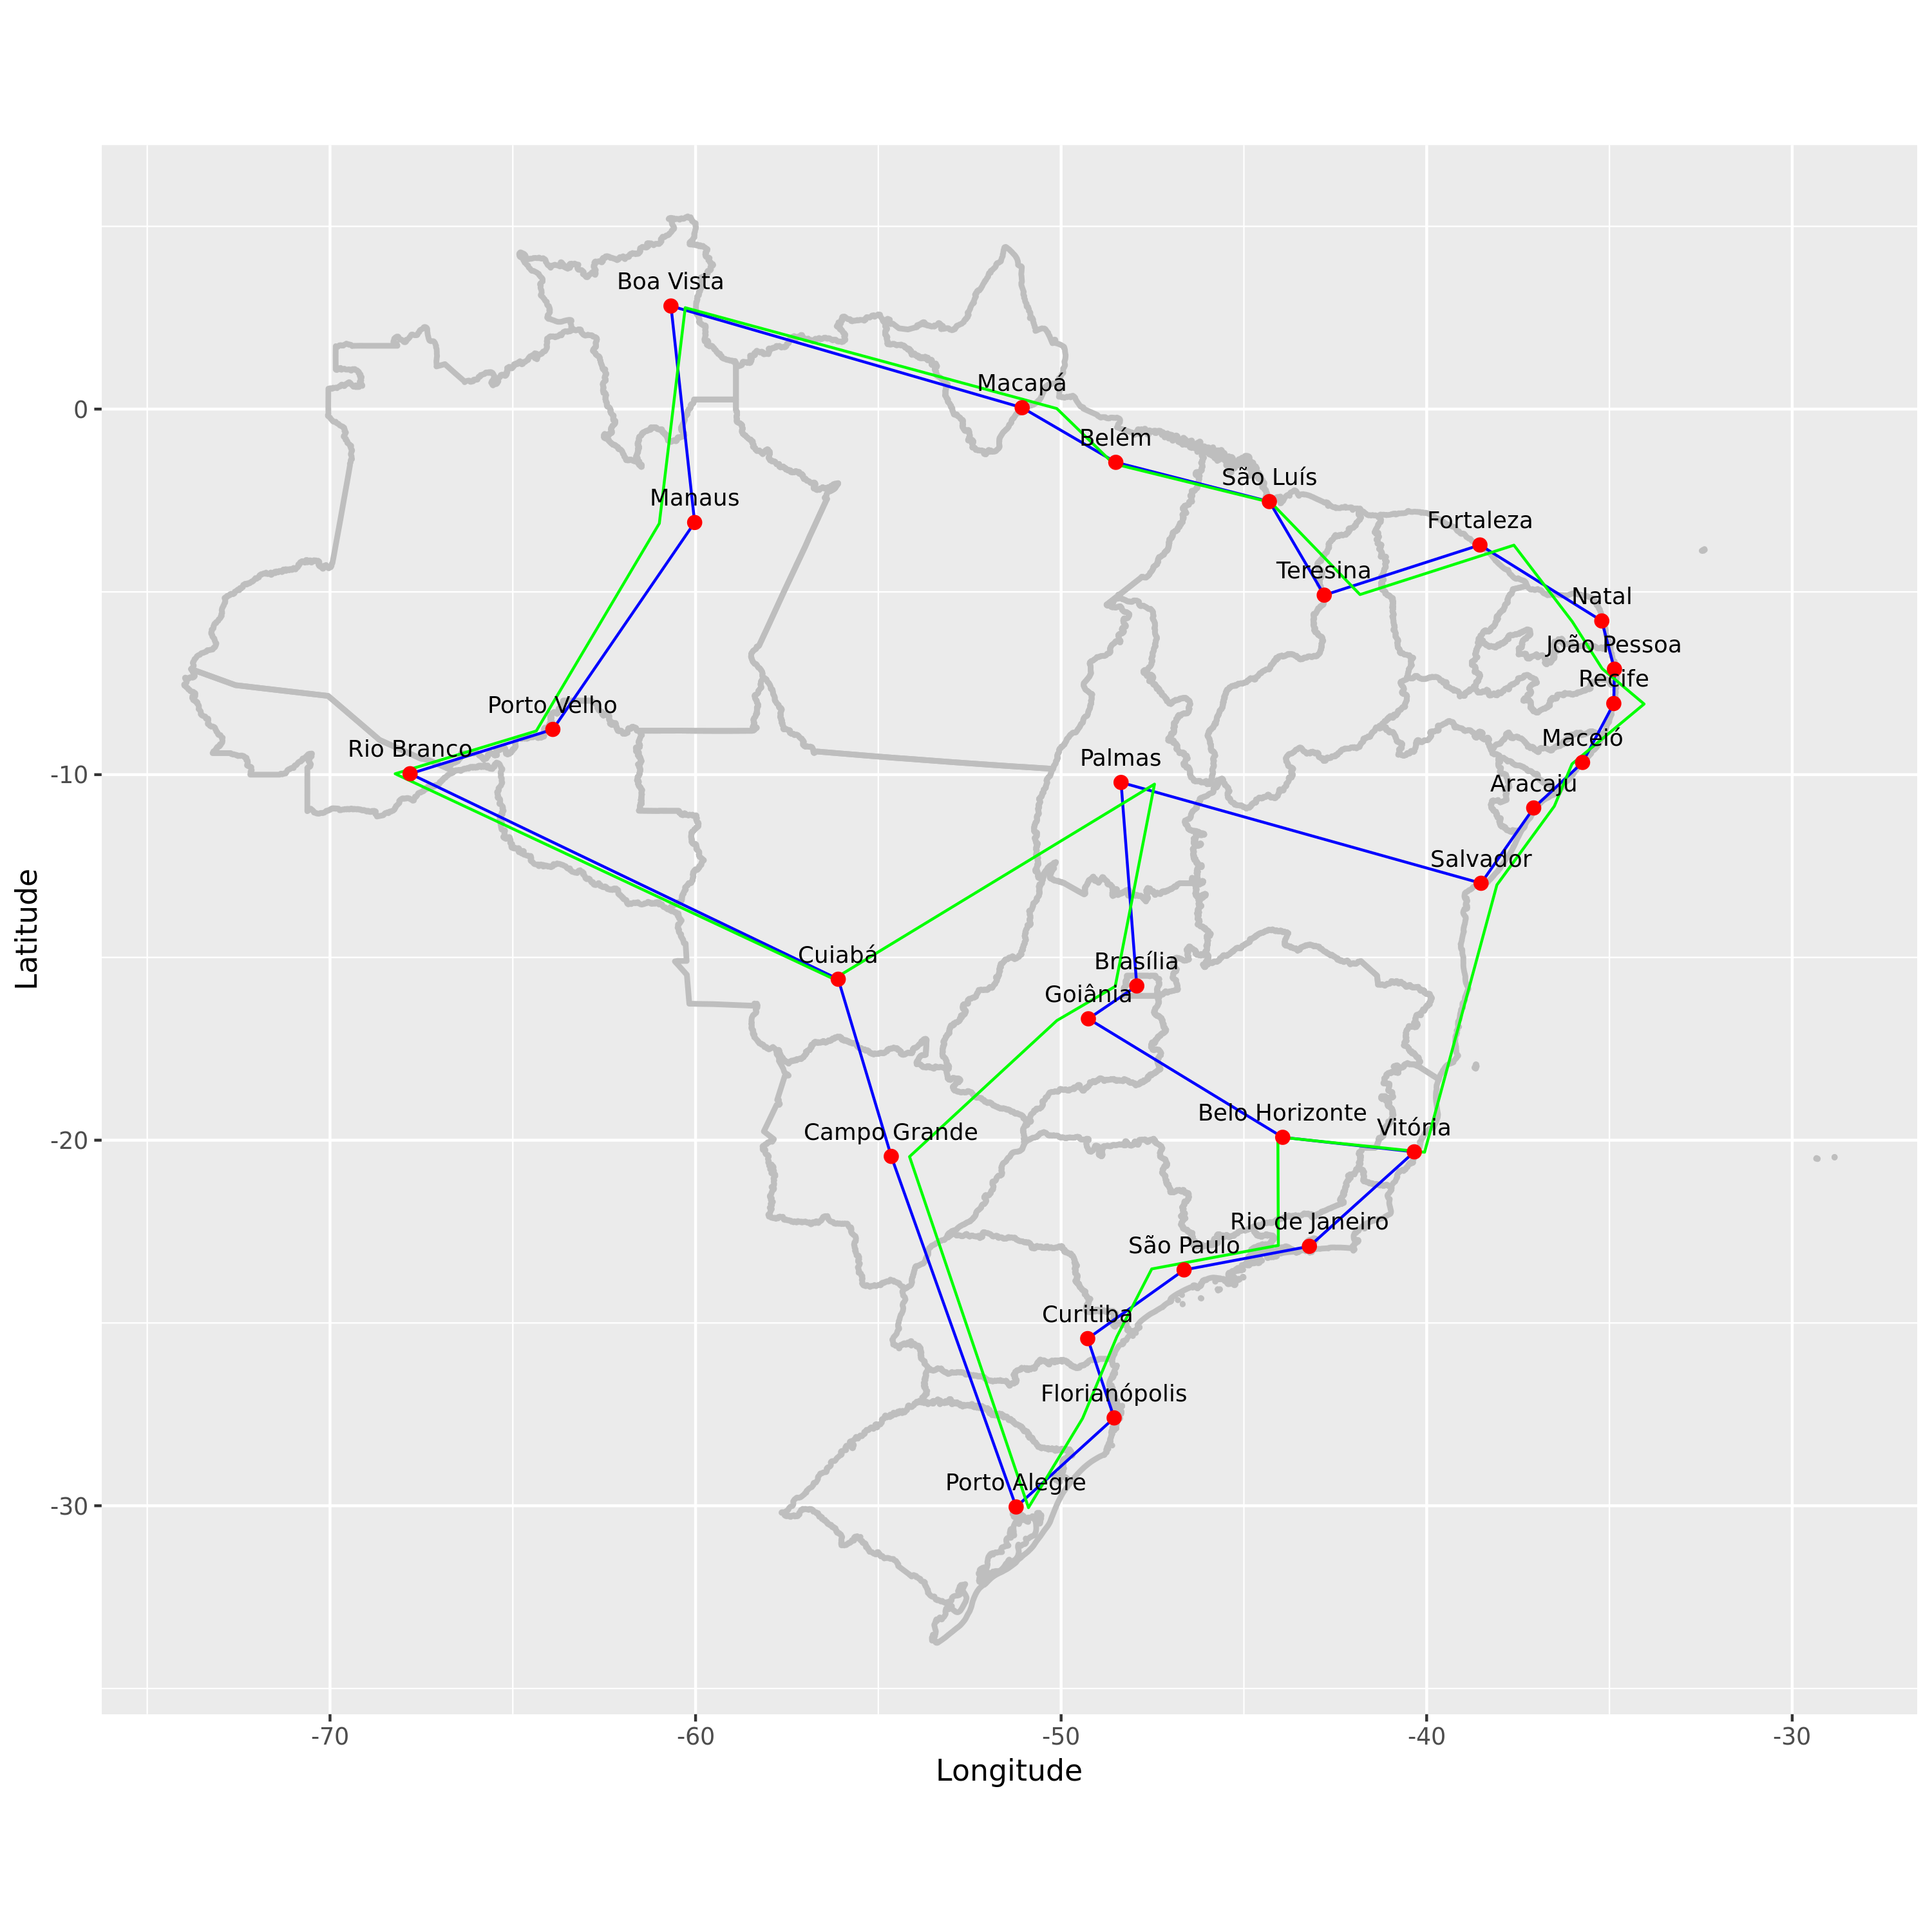 Boa Vista
Macapá
Belém
São Luís
Manaus
Fortaleza
Teresina
Natal
João Pessoa
Recife
Porto Velho
Maceió
Rio Branco
Palmas
Aracaju
Salvador
Cuiabá
Brasília
Goiânia
Belo Horizonte
Vitória
Campo Grande
Rio de Janeiro
São Paulo
Curitiba
Florianópolis
Porto Alegre
0
-10
-20
-30
Latitude
-70
-60
-50
-40
-30
Longitude